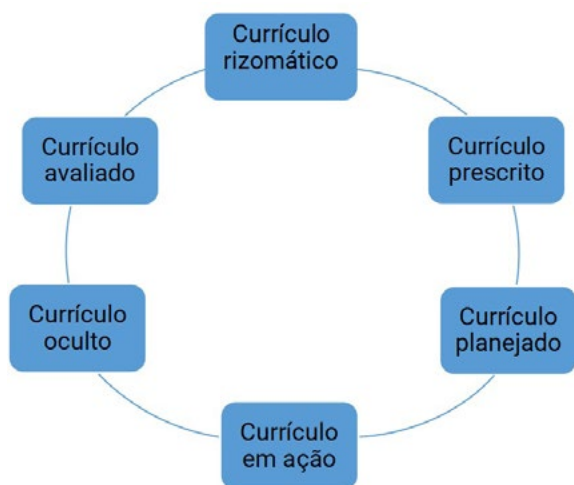 Currículo
rizomático
Currículo
prescrito
Currículo
planejado
Currículo
em ação
Currículo
oculto
Currículo
avaliado